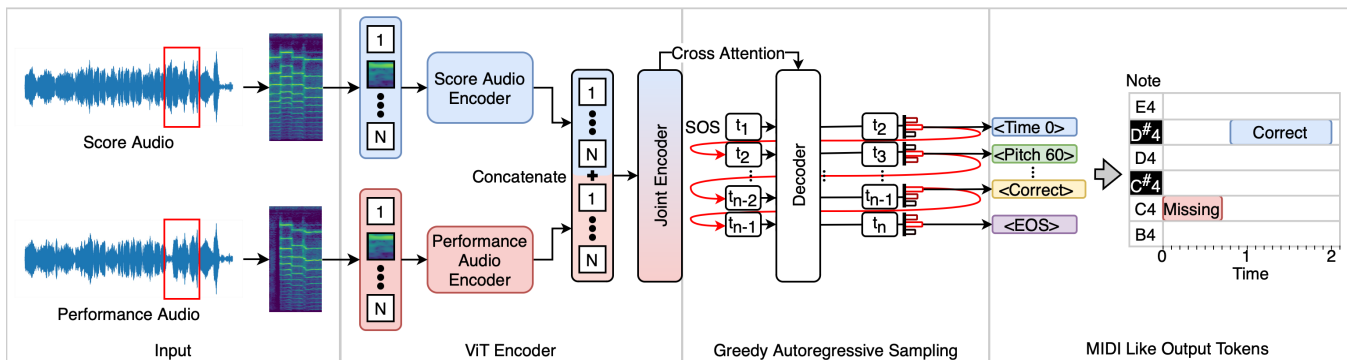 Score Audio
Performance Audio
Input
1
N
Score Audio
Encoder
1
N
Performance
Audio
Encoder
1
N
Concatenate
+
1
N
Joint Encoder
ViT Encoder
Cross Attention
SOS
t1
t2
tn-2
tn-1
Decoder
t2
t3
tn-1
tn
Greedy Autoregressive Sampling
<Time 0>
<Pitch 60>
<Correct>
<EOS>
Note
E4
D#4 Correct
D4
C#4
C4 Missing
B4
0 1 2
Time
MIDI Like Output Tokens